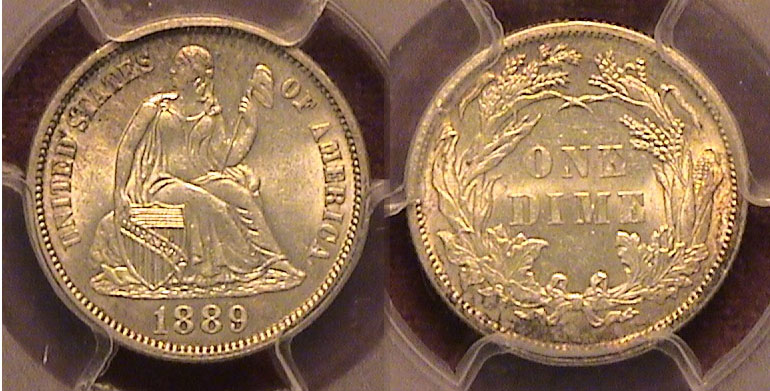 UNITED STATES OF AMERICA
1889
ONE
DIME